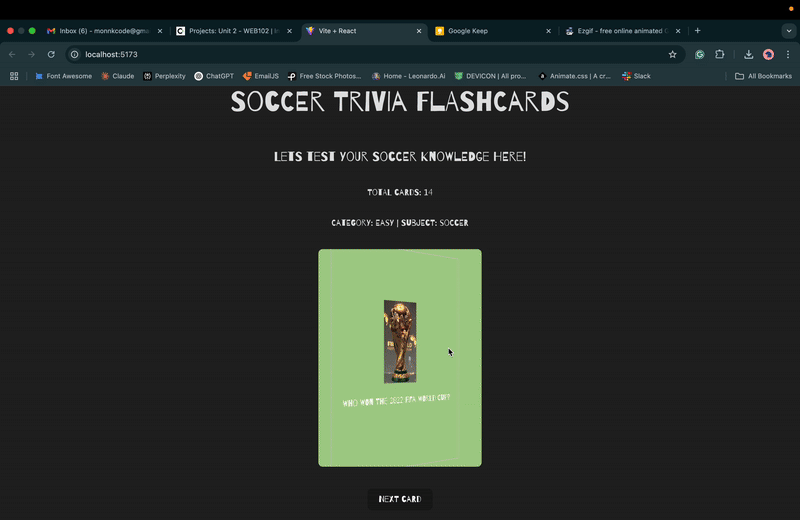 Inbox (6) - monnkcode@gma
Projects: Unit 2 - WEB102 | In
Vite + React
Google Keep
Ezgif - free online animated G
localhost:5173
Font Awesome
Claude
Perplexity
ChatGPT
EmailJS
Free Stock Photos...
Home - Leonardo.Ai
DEVICON | All pro...
Animate.css | A cr...
Slack
All Bookmarks
SOCCER TRIVIA FLASHCARDS
LETS TEST YOUR SOCCER KNOWLEDGE HERE!
TOTAL CARDS: 14
CATEGORY: EASY | SUBJECT: SOCCER
WHO WON THE 2022 FIFA WORLD CUP?
NEXT CARD